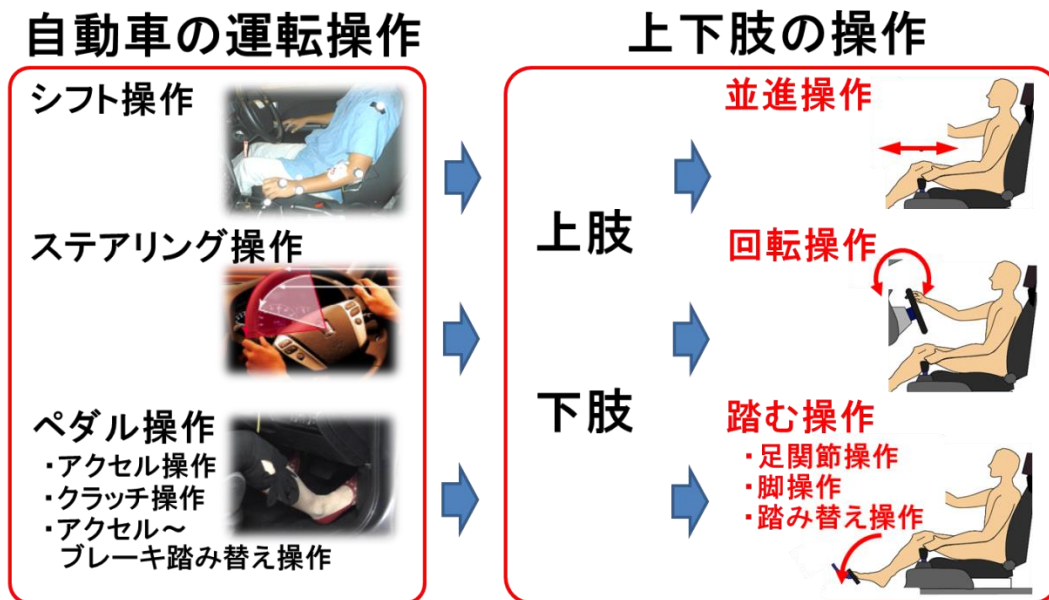 自動車の運転操作
シフト操作
ステアリング操作
ペダル操作
・アクセル操作
・クラッチ操作
・アクセル～
ブレーキ踏み替え操作
上下肢の操作
上肢
下肢
並進操作
回転操作
踏む操作
・足関節操作
・脚操作
・踏み替え操作